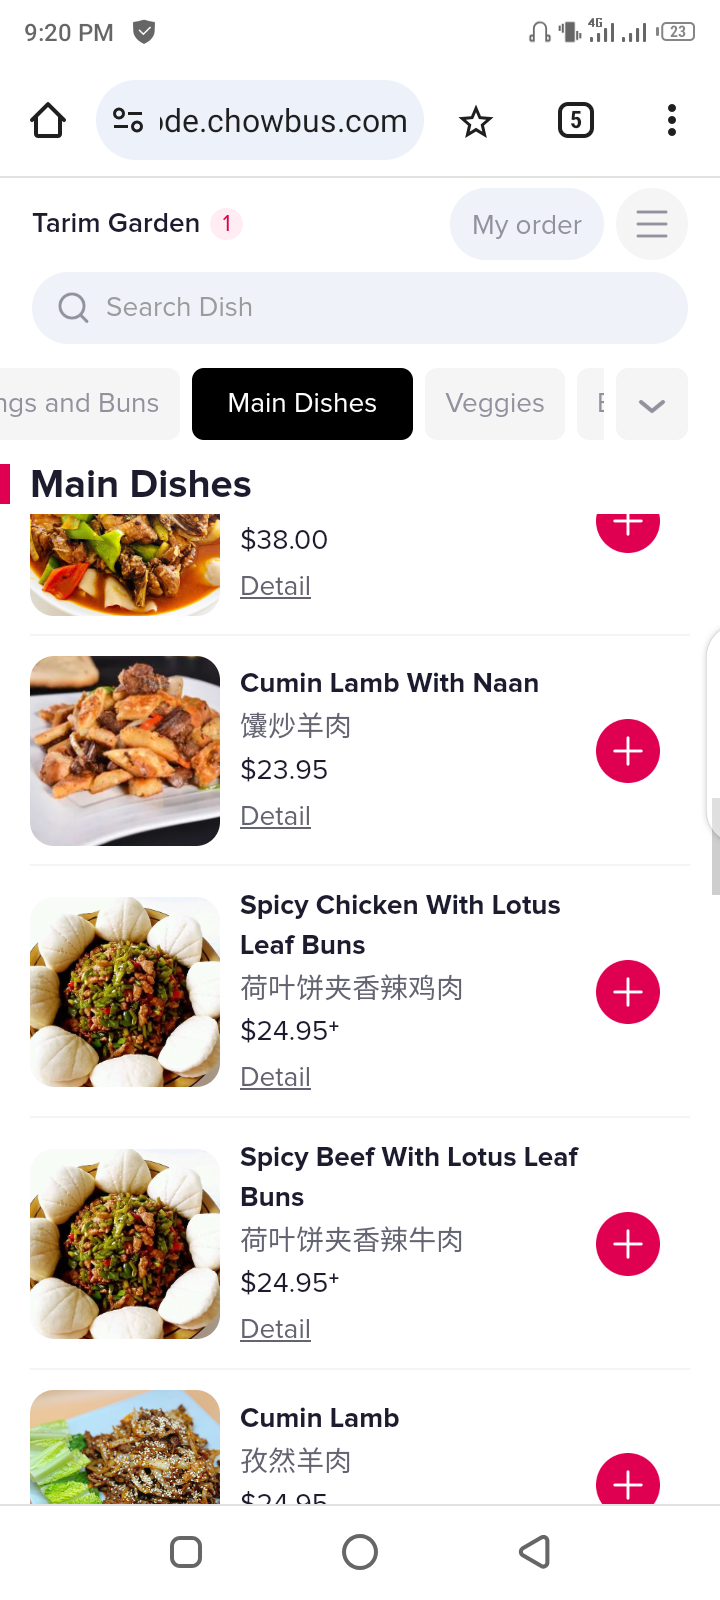 9:20 PM 4G 23
de.chowbus.com 5
Tarim Garden 1 My order
Search Dish
ngs and Buns Main Dishes Veggies
Main Dishes
$38.00
Detail
Cumin Lamb With Naan
馕炒羊肉
$23.95
Detail
Spicy Chicken With Lotus
Leaf Buns
荷叶饼夹香辣鸡肉
$24.95+
Detail
Spicy Beef With Lotus Leaf
Buns
荷叶饼夹香辣牛肉
$24.95+
Detail
Cumin Lamb
孜然羊肉
$24.95